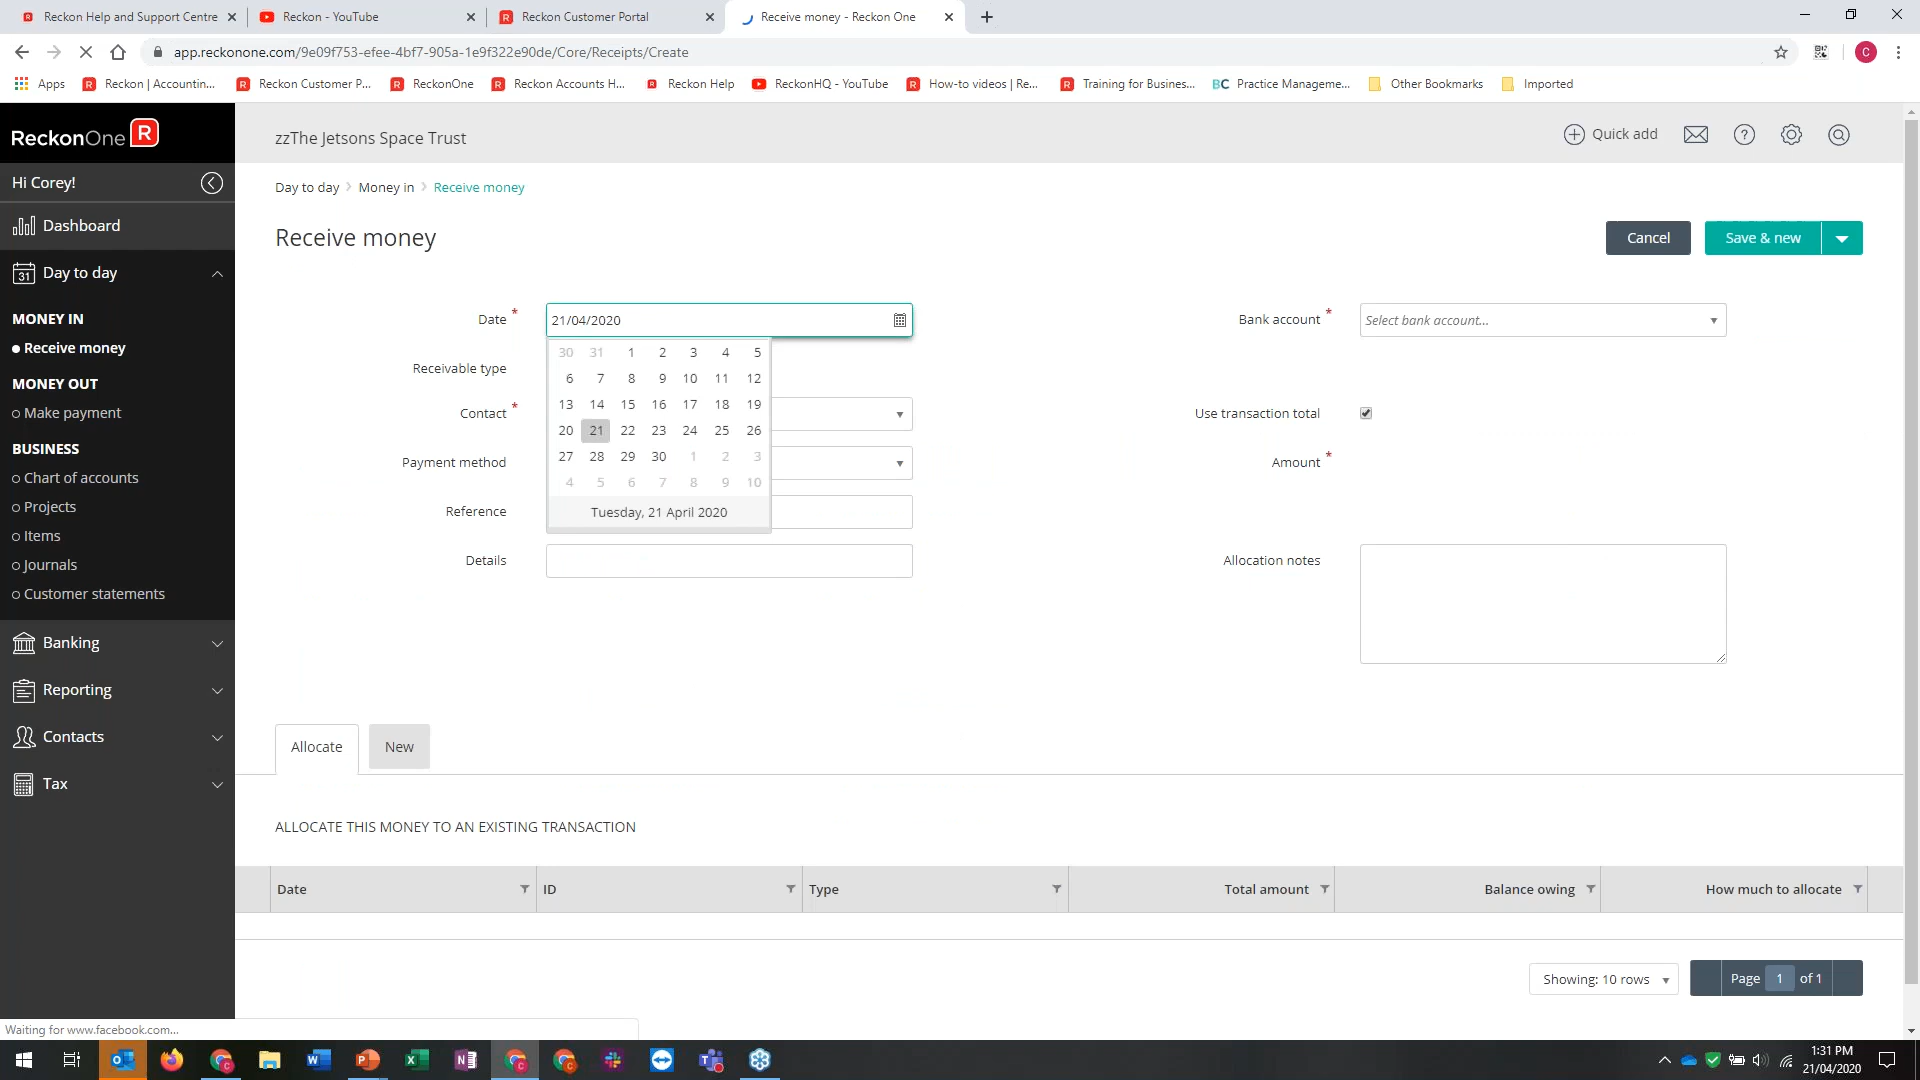 Reckon Help and Support Centre
Reckon - YouTube
Reckon Customer Portal
Receive money - Reckon One
app.reckonone.com/9e09f753-efee-4bf7-905a-1e9f322e90de/Core/Receipts/Create
Apps
Reckon | Accountin...
Reckon Customer P...
ReckonOne
Reckon Accounts H...
Reckon Help
ReckonHQ - YouTube
How-to videos | Re...
Training for Busines...
BC Practice Manageme...
Other Bookmarks
Imported
ReckonOne R
zzThe Jetsons Space Trust
Quick add
Hi Corey!
Dashboard
Day to day
MONEY IN
Receive money
MONEY OUT
Make payment
BUSINESS
Chart of accounts
Projects
Items
Journals
Customer statements
Banking
Reporting
Contacts
Tax
Day to day > Money in > Receive money
Receive money
Cancel
Save & new
Date *
21/04/2020
30 31 1 2 3 4 5
6 7 8 9 10 11 12
13 14 15 16 17 18 19
20 21 22 23 24 25 26
27 28 29 30 1 2 3
4 5 6 7 8 9 10
Tuesday, 21 April 2020
Receivable type
Contact *
Payment method
Reference
Details
Bank account *
Select bank account...
Use transaction total
Amount *
Allocation notes
Allocate
New
ALLOCATE THIS MONEY TO AN EXISTING TRANSACTION
Date
ID
Type
Total amount
Balance owing
How much to allocate
Showing: 10 rows
Page 1 of 1
Waiting for www.facebook.com...
1:31 PM
21/04/2020